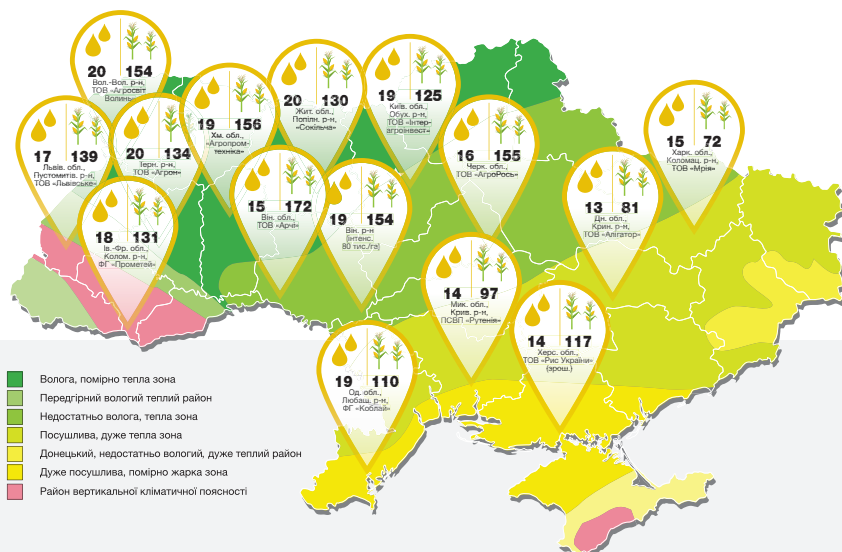 20 154
Вол.-Вол. р-н,
ТОВ «Агросвіт
Волинь»
17 139
Львів. обл.,
Пустомитів. р-н,
ТОВ «Львівське»
20 134
Терн. р-н,
ТОВ «Агрон»
19 156
Хм. обл.,
«Агропром-
техніка»
20 130
Жит. обл.,
Попілн. р-н,
«Сокільча»
19 125
Київ. обл.,
Обух. р-н,
ТОВ «Інтер-
агроінвест»
16 155
Черк. обл.,
ТОВ «АгроРось»
15 72
Харк. обл.,
Коломац. р-н,
ТОВ «Мрія»
18 131
Ів.-Фр. обл.,
Колом. р-н,
ФГ «Прометей»
15 172
Він. обл.,
ТОВ «Арчі»
19 154
Він. р-н
(інтенс.
80 тис./га)
13 81
Дн. обл.,
Крин. р-н,
ТОВ «Алігатор»
14 97
Мик. обл.,
Крив. р-н,
ПСВП «Рутенія»
14 117
Херс. обл.,
ТОВ «Рис України»
(зрош.)
19 110
Од. обл.,
Любаш. р-н,
ФГ «Коблай»
Волога, помірно тепла зона
Передгірний вологий теплий район
Недостатньо волога, тепла зона
Посушлива, дуже тепла зона
Донецький, недостатньо вологий, дуже теплий район
Дуже посушлива, помірно жарка зона
Район вертикальної кліматичної поясності